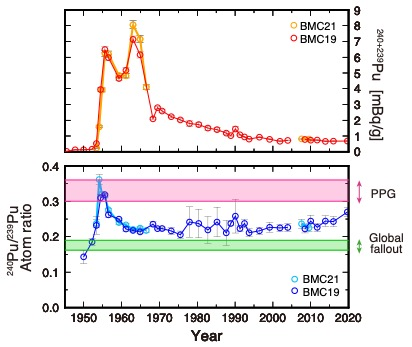 9
8
7
6
5
4
3
2
1
0
BMC21
BMC19
240+239Pu [mBq/g]
0.4
0.3
0.2
0.1
0.0
240Pu/239Pu
Atom ratio
PPG
Global
fallout
BMC21
BMC19
1950 1960 1970 1980 1990 2000 2010 2020
Year